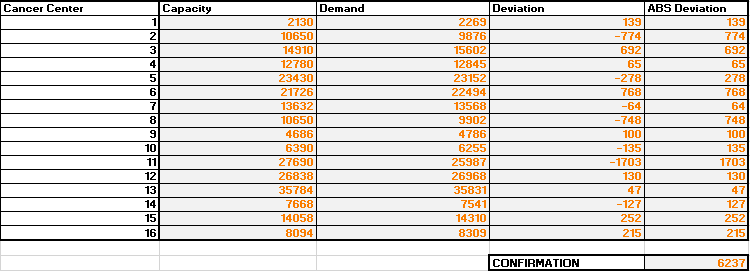 Cancer Center Capacity Demand Deviation ABS Deviation
1 2130 2269 139 139
2 10650 9876 -774 774
3 14910 15602 692 692
4 12780 12845 65 65
5 23430 23152 -278 278
6 21726 22494 768 768
7 13632 13568 -64 64
8 10650 9902 -748 748
9 4686 4786 100 100
10 6390 6255 -135 135
11 27690 25987 -1703 1703
12 26838 26968 130 130
13 35784 35831 47 47
14 7668 7541 -127 127
15 14058 14310 252 252
16 8094 8309 215 215
CONFIRMATION 6237